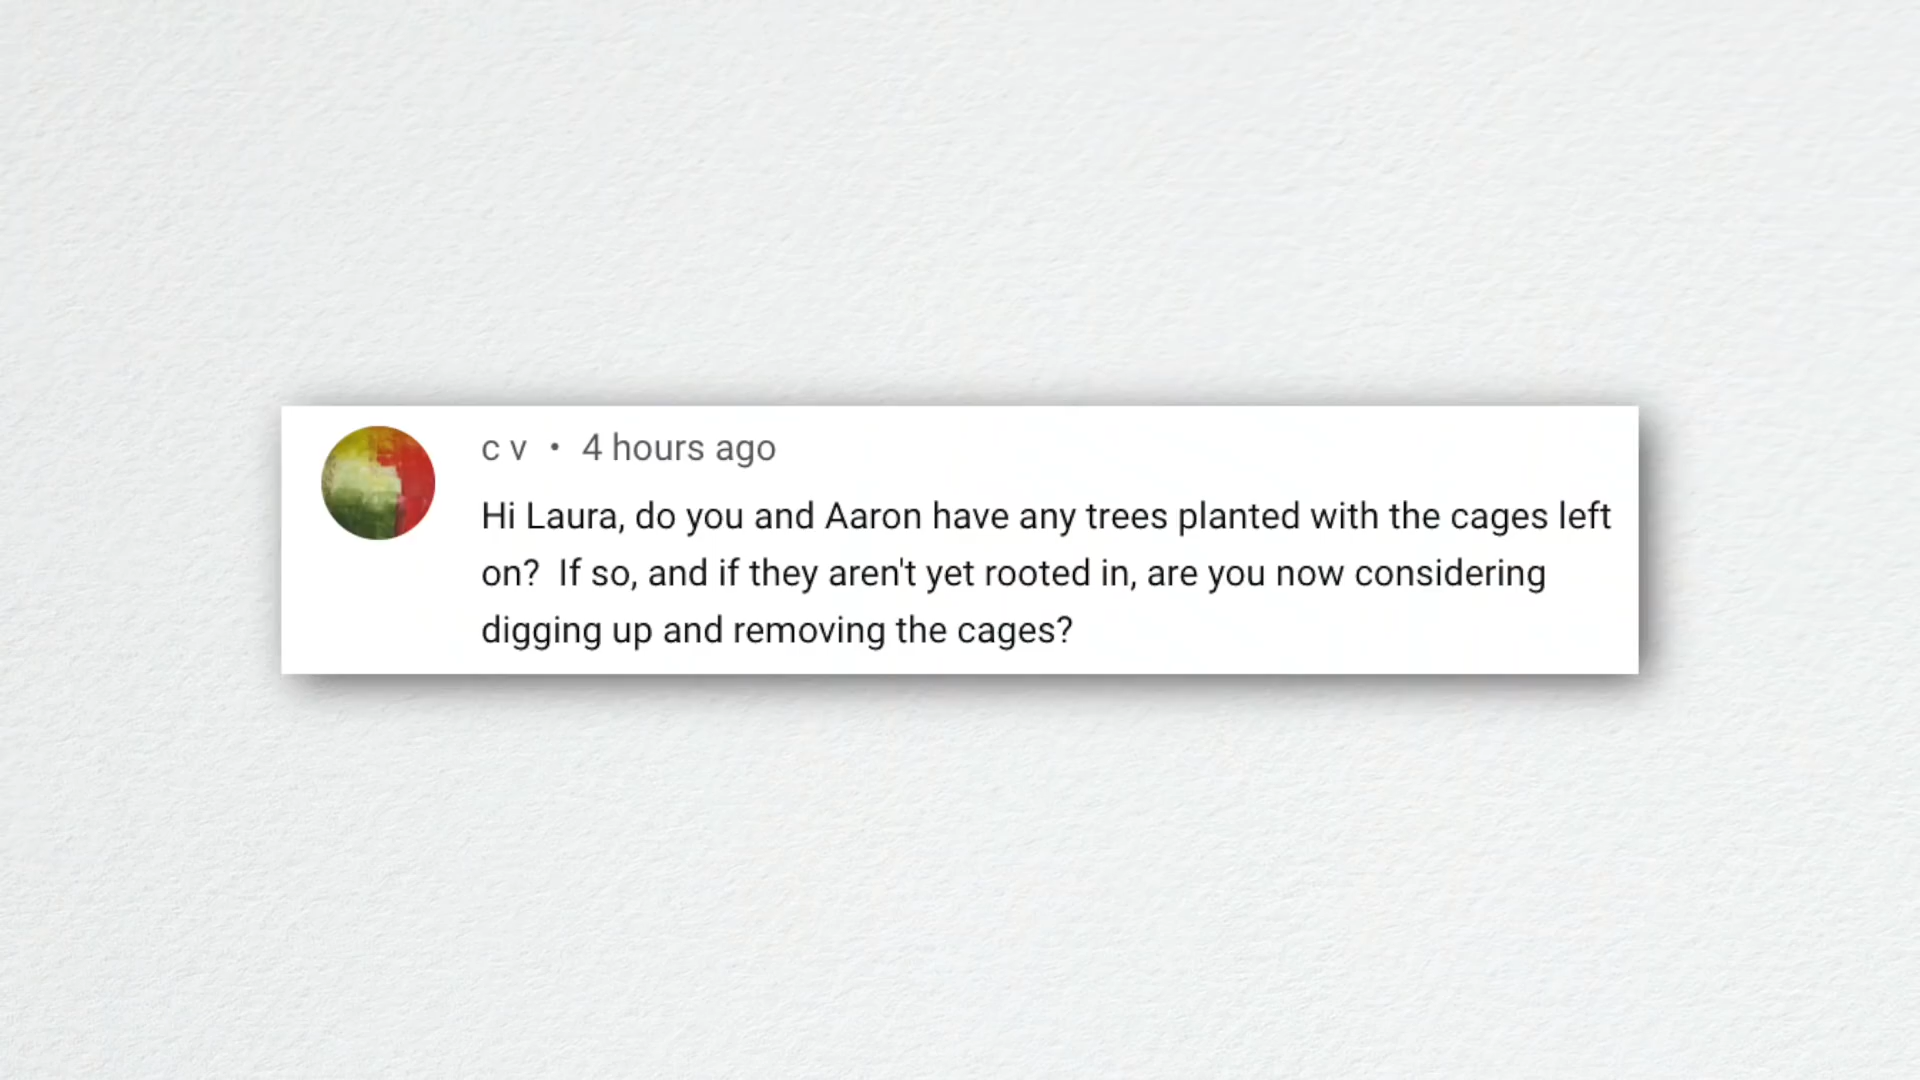 c v • 4 hours ago
Hi Laura, do you and Aaron have any trees planted with the cages left
on?  If so, and if they aren't yet rooted in, are you now considering
digging up and removing the cages?